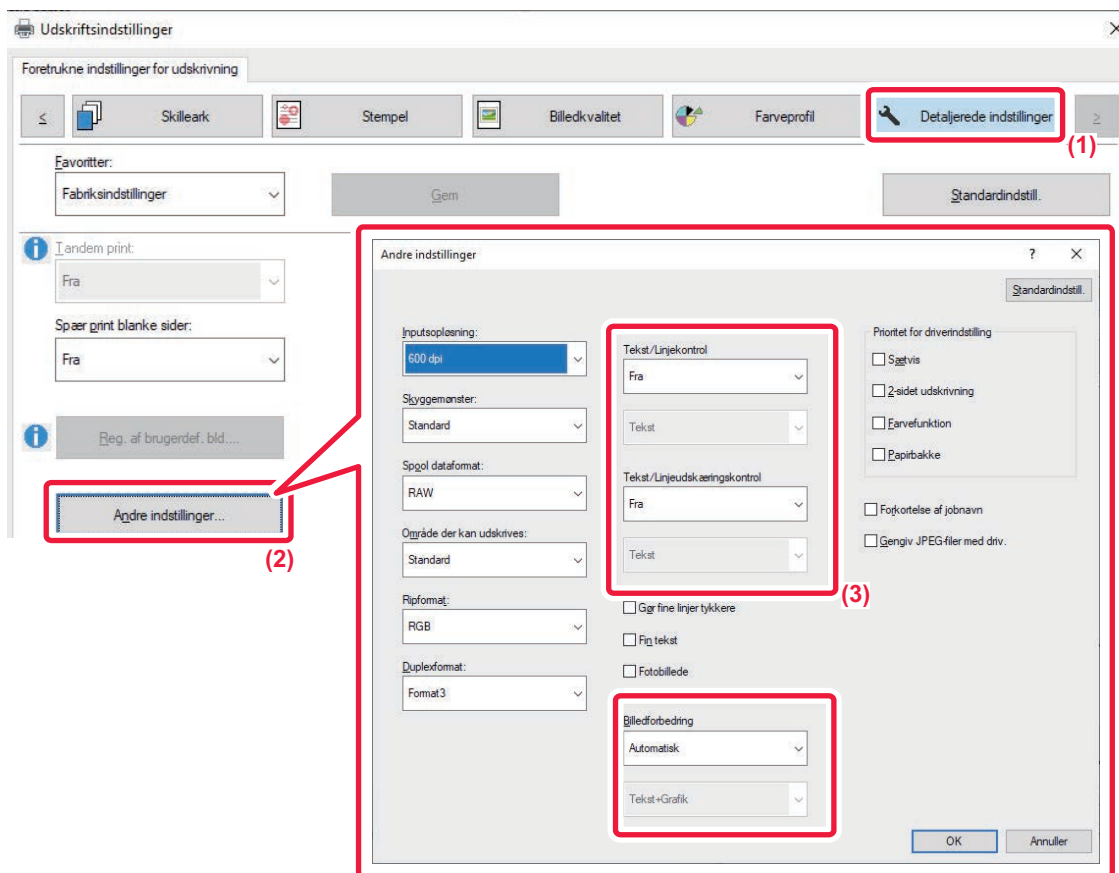 Udskriftsindstillinger
Foretrukne indstillinger for udskrivning
< Skilleark Stempel Billedkvalitet Farveprofil Detaljerede indstillinger >
(1)
Favoritter:
Fabriksindstillinger Gem Standardindstill.
Tandem print:
Fra
Spær print blanke sider:
Fra
Reg. af brugerdef. bld....
Andre indstillinger...
(2)
Andre indstillinger ?
Standardindstill.
Inputsopløsning:
600 dpi
Skyggemønster:
Standard
Spool dataformat:
RAW
Område der kan udskrives:
Standard
Ripformat:
RGB
Duplexformat:
Format3
Tekst/Linjekontrol
Fra
Tekst
Tekst/Linjeudskæringskontrol
Fra
Tekst
(3)
Gør fine linjer tykkere
Fin tekst
Fotobillede
Billedforbedring
Automatisk
Tekst+Grafik
Prioritet for driverindstilling
Sætvis
2-sidet udskrivning
Farvefunktion
Papirbakke
Forkortelse af jobnavn
Gengiv JPEG-filer med driv.
OK Annuller